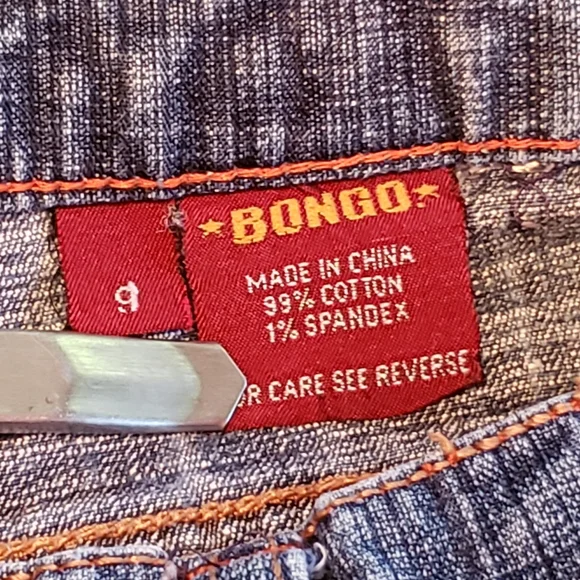 BONGO
9
MADE IN CHINA
99% COTTON
1% SPANDEX
CARE SEE REVERSE